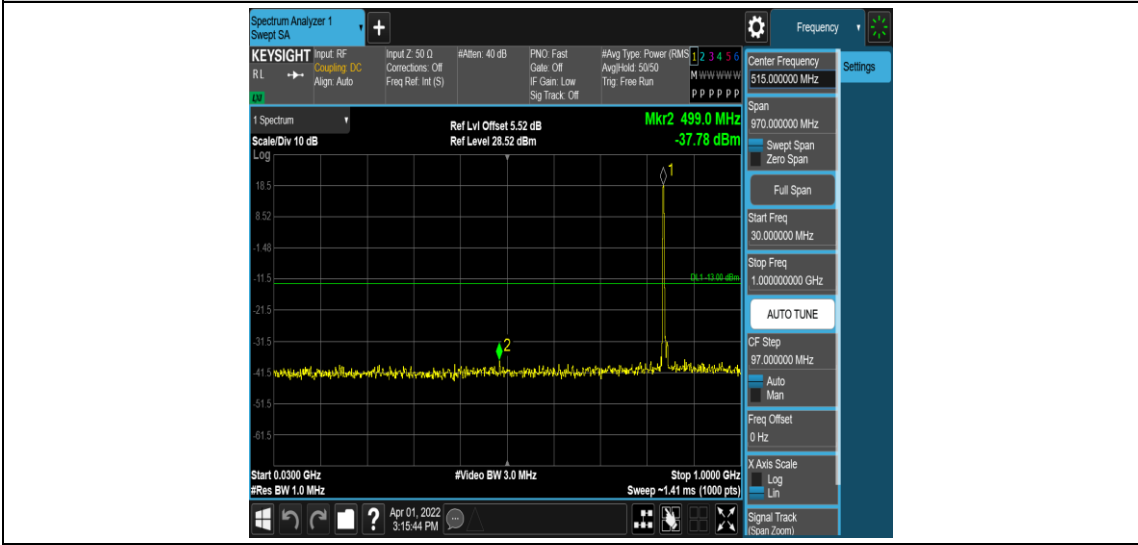 Spectrum Analyzer 1
Swept SA
+
Frequency
KEYSIGHT
RL
LXI
Input: RF
Coupling: DC
Align: Auto
Input Z: 50 Ω
Corrections: Off
Freq Ref: Int (S)
#Atten: 40 dB
PNO: Fast
Gate: Off
IF Gain: Low
Sig Track: Off
#Avg Type: Power (RMS
Avg|Hold: 50/50
Trig: Free Run
1 2 3 4 5 6
M W W W W W
P P P P P P
1 Spectrum
Scale/Div 10 dB
Log
Ref Lvl Offset 5.52 dB
Ref Level 28.52 dBm
Mkr2 499.0 MHz
-37.78 dBm
1
18.5
8.52
-1.48
-11.5
DL1 -13.00 dBm
-21.5
-31.5
2
-41.5
-51.5
-61.5
Start 0.0300 GHz
#Res BW 1.0 MHz
#Video BW 3.0 MHz
Stop 1.0000 GHz
Sweep ~1.41 ms (1000 pts)
?
Apr 01, 2022
3:15:44 PM
Center Frequency
515.000000 MHz
Settings
Span
970.000000 MHz
Swept Span
Zero Span
Full Span
Start Freq
30.000000 MHz
Stop Freq
1.000000000 GHz
AUTO TUNE
CF Step
97.000000 MHz
Auto
Man
Freq Offset
0 Hz
X Axis Scale
Log
Lin
Signal Track
(Span Zoom)